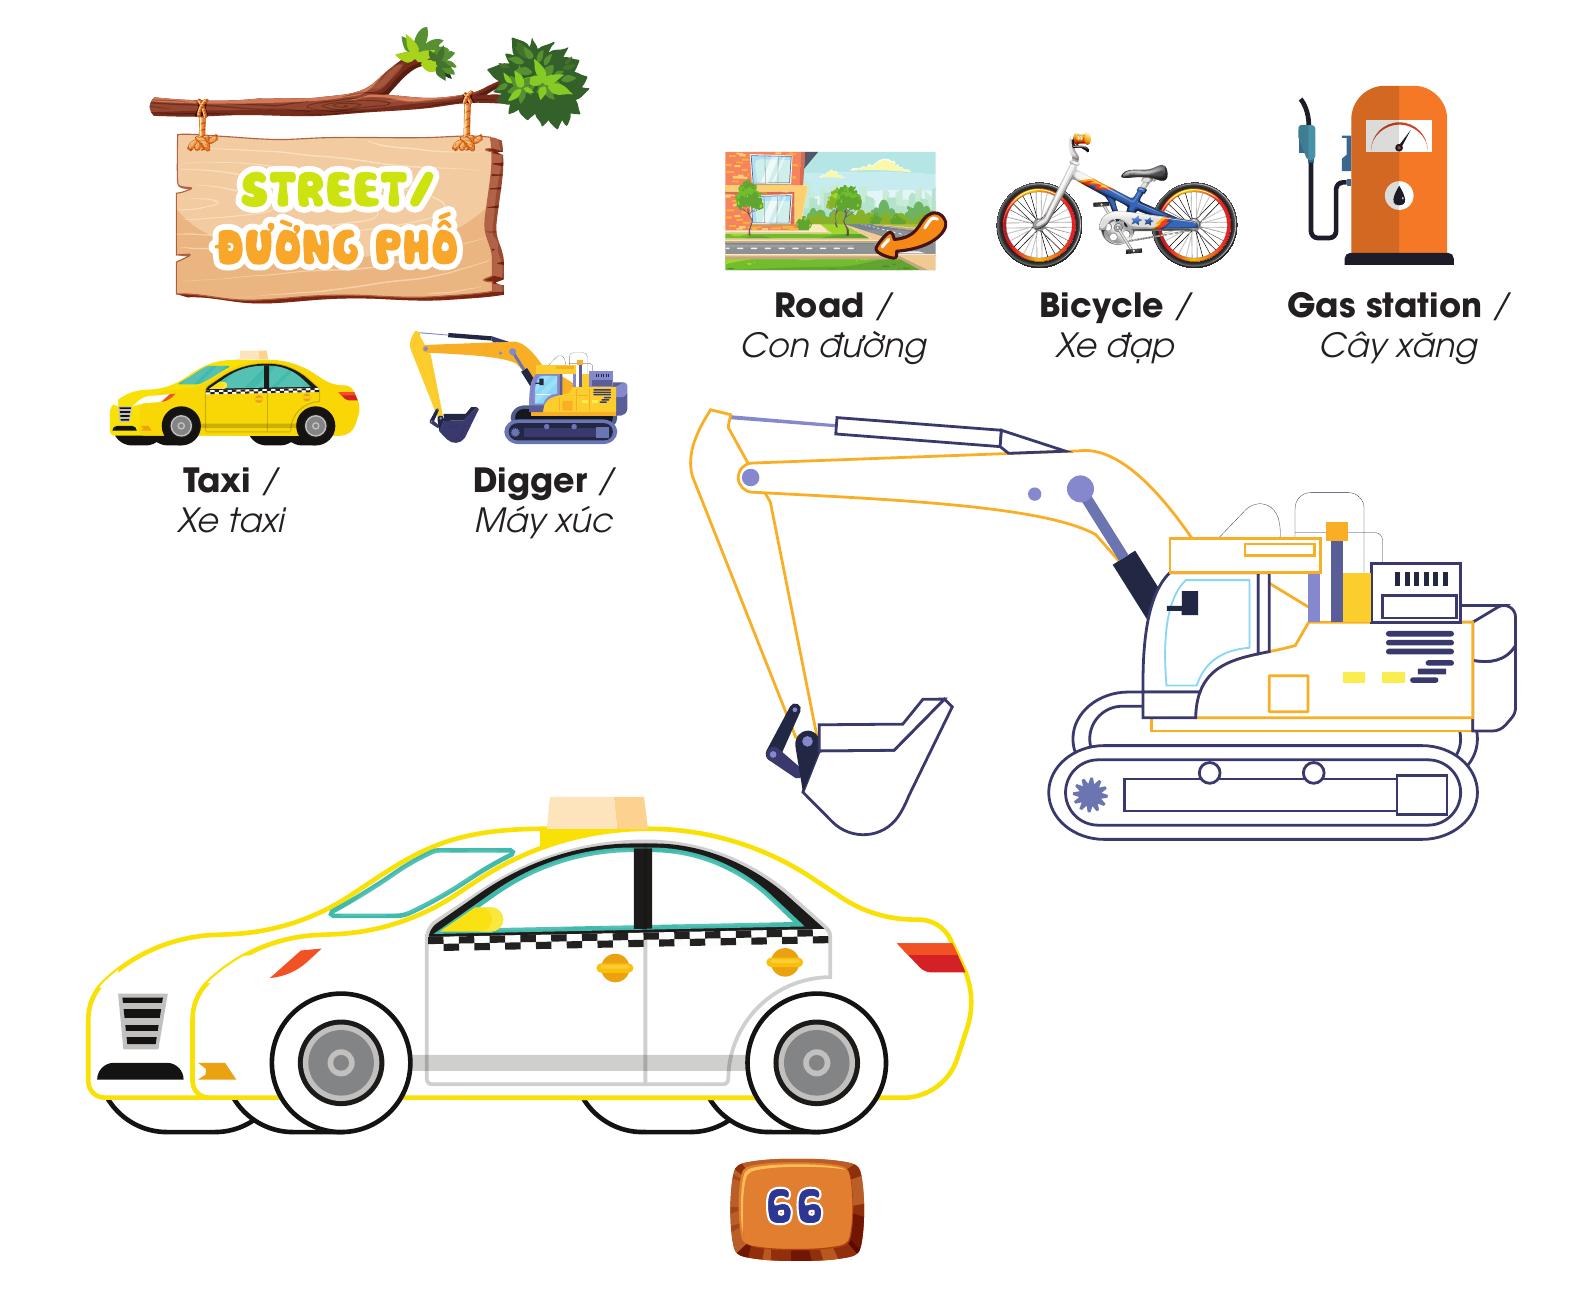 STREET/
ĐƯỜNG PHỐ
Road /
Con đường
Bicycle /
Xe đạp
Gas station /
Cây xăng
Taxi /
Xe taxi
Digger /
Máy xúc
66